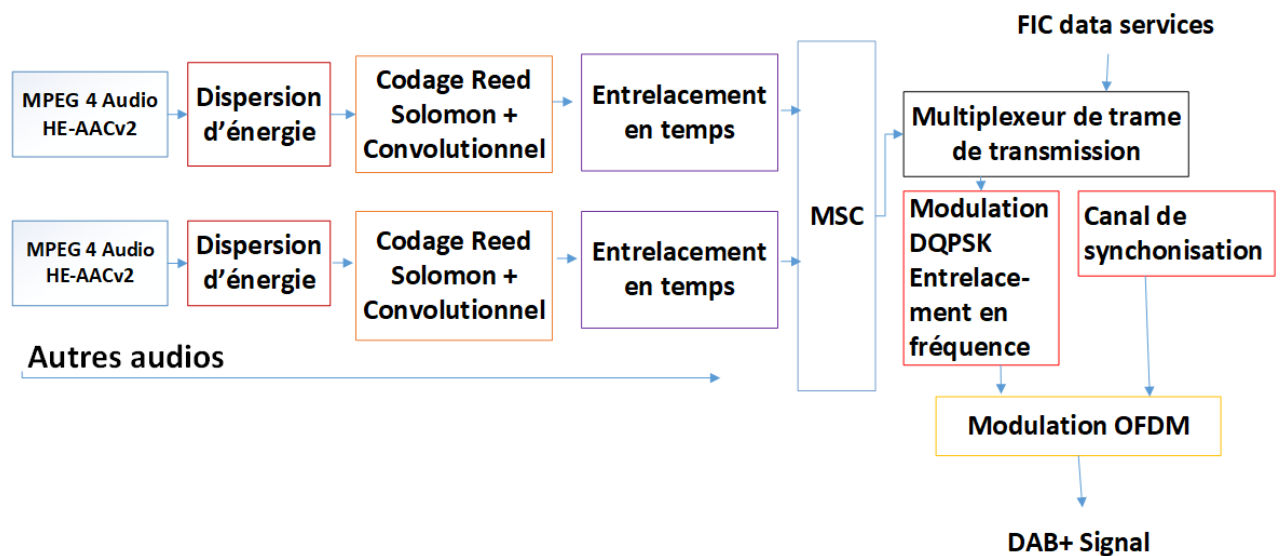 FIC data services
MPEG 4 Audio
HE-AACv2
Dispersion
d’énergie
Codage Reed
Solomon +
Convolutionnel
Entrelacement
en temps
MSC
Multiplexeur de trame
de transmission
MPEG 4 Audio
HE-AACv2
Dispersion
d’énergie
Codage Reed
Solomon +
Convolutionnel
Entrelacement
en temps
Modulation
DQPSK
Entrelace-
ment en
fréquence
Canal de
synchonisation
Autres audios
Modulation OFDM
DAB+ Signal